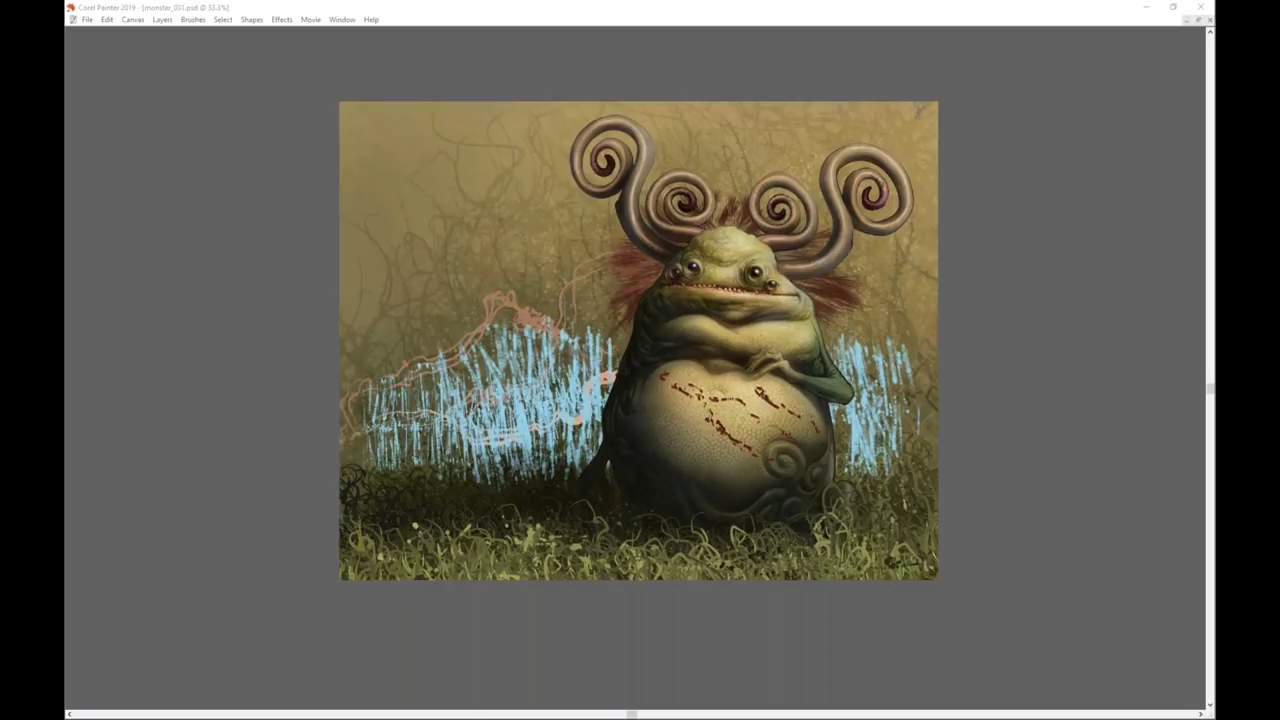 Corel Painter 2019 - [monster_031.psd @ 33.3%]
File Edit Canvas Layers Brushes Select Shapes Effects Movie Window Help